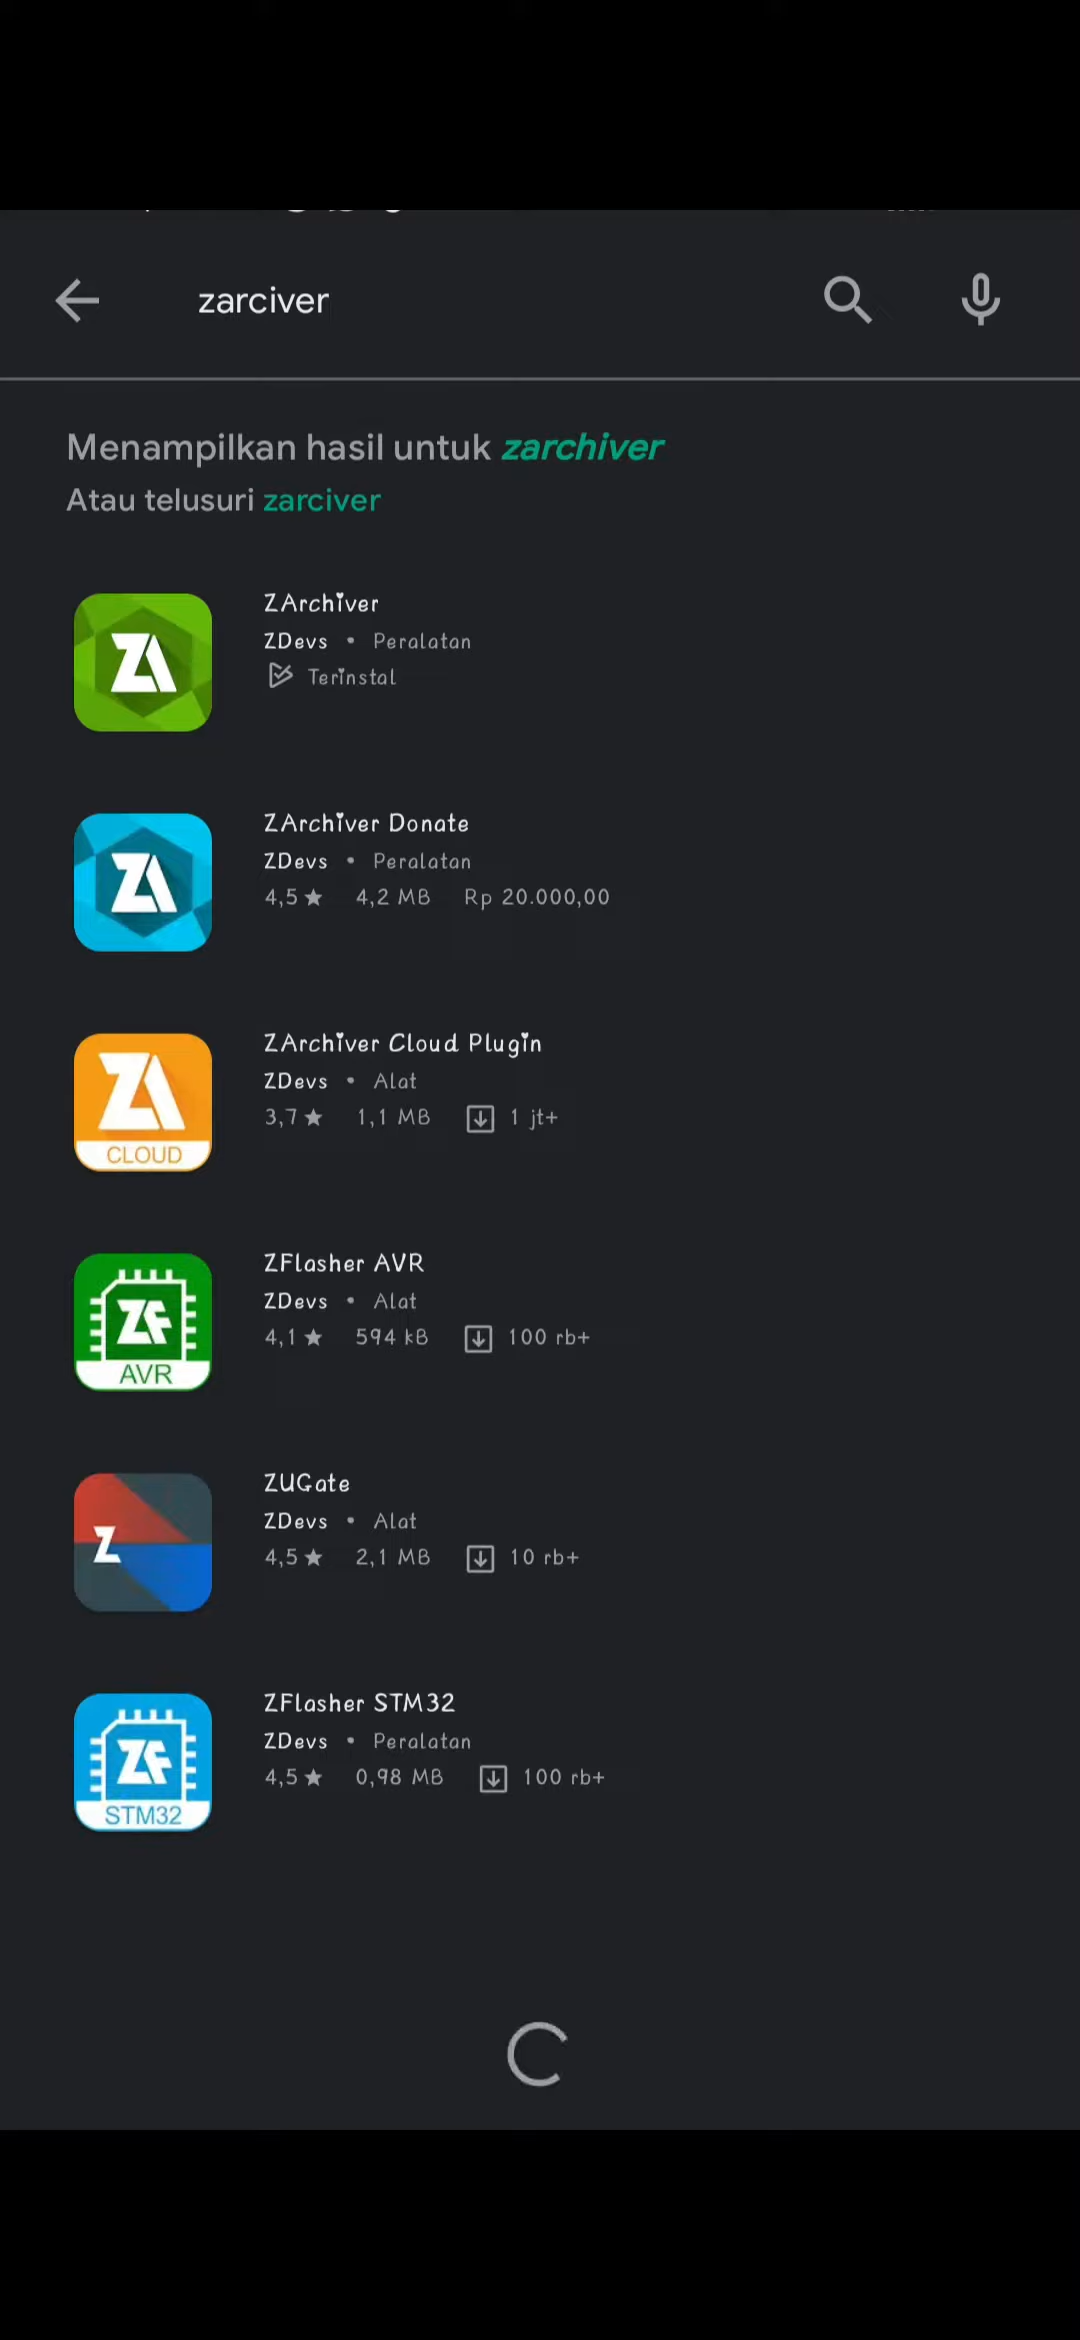 zarciver
Menampilkan hasil untuk zarchiver
Atau telusuri zarciver
ZA
ZArchiver
ZDevs • Peralatan
Terinstal
ZA
ZArchiver Donate
ZDevs • Peralatan
4,5★ 4,2 MB Rp 20.000,00
ZA
CLOUD
ZArchiver Cloud Plugin
ZDevs • Alat
3,7★ 1,1 MB 1 jt+
ZF
AVR
ZFlasher AVR
ZDevs • Alat
4,1★ 594 kB 100 rb+
Z
ZUGate
ZDevs • Alat
4,5★ 2,1 MB 10 rb+
ZF
STM32
ZFlasher STM32
ZDevs • Peralatan
4,5★ 0,98 MB 100 rb+